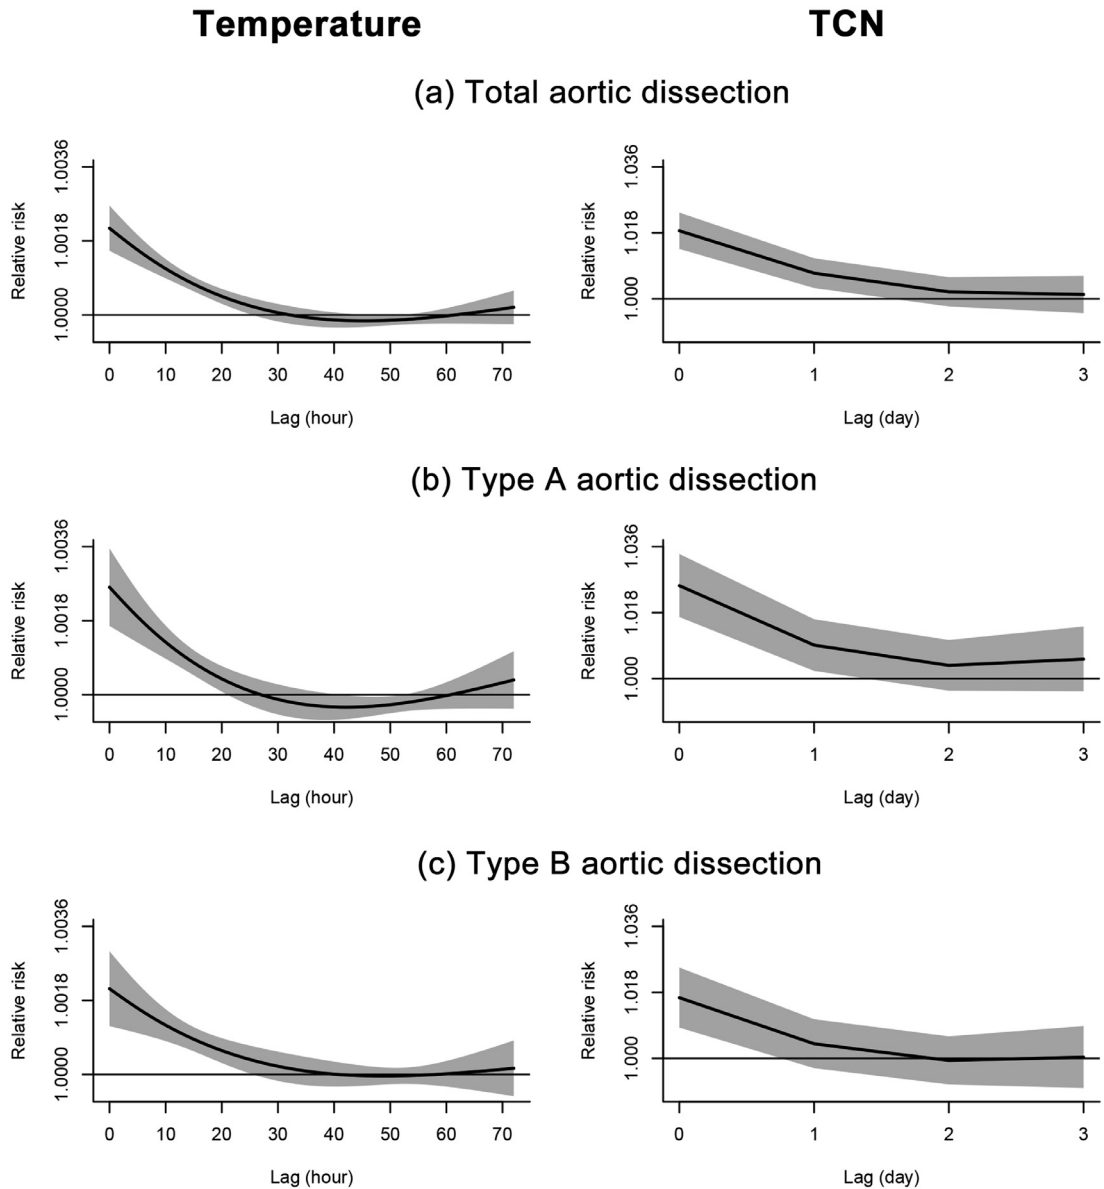 Temperature TCN
(a) Total aortic dissection
Relative risk
1.0000 1.0018 1.0036
0 10 20 30 40 50 60 70
Lag (hour)
Relative risk
1.000 1.018 1.036
0 1 2 3
Lag (day)
(b) Type A aortic dissection
Relative risk
1.0000 1.0018 1.0036
0 10 20 30 40 50 60 70
Lag (hour)
Relative risk
1.000 1.018 1.036
0 1 2 3
Lag (day)
(c) Type B aortic dissection
Relative risk
1.0000 1.0018 1.0036
0 10 20 30 40 50 60 70
Lag (hour)
Relative risk
1.000 1.018 1.036
0 1 2 3
Lag (day)